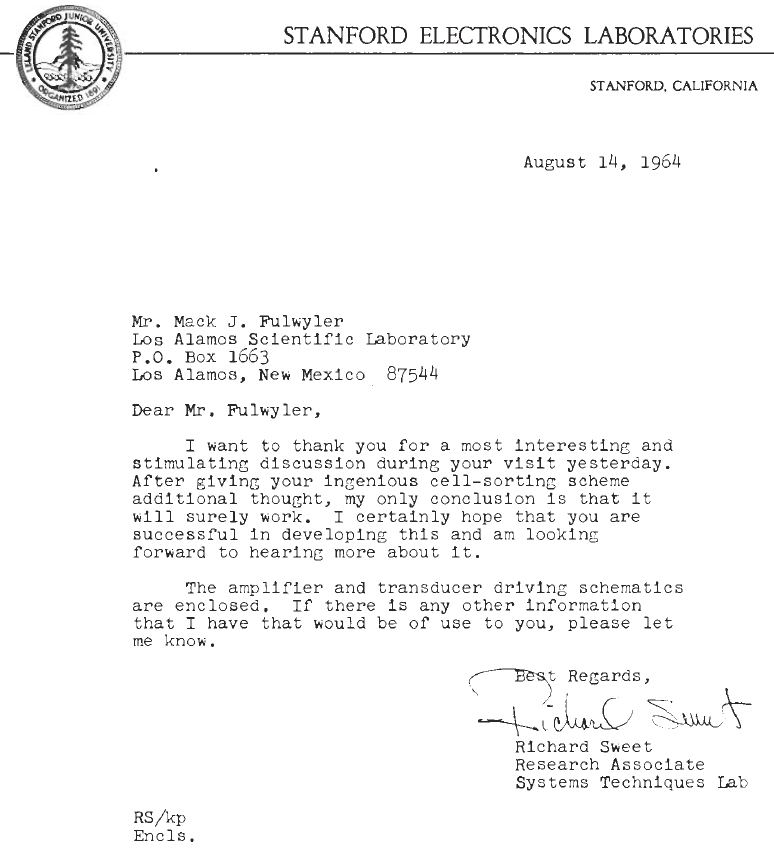 LELAND STANFORD JUNIOR UNIVERSITY
ORGANIZED 1891
STANFORD ELECTRONICS LABORATORIES
STANFORD, CALIFORNIA
August 14, 1964
Mr. Mack J. Fulwyler
Los Alamos Scientific Laboratory
P.O. Box 1663
Los Alamos, New Mexico 87544
Dear Mr. Fulwyler,
I want to thank you for a most interesting and
stimulating discussion during your visit yesterday.
After giving your ingenious cell-sorting scheme
additional thought, my only conclusion is that it
will surely work. I certainly hope that you are
successful in developing this and am looking
forward to hearing more about it.
The amplifier and transducer driving schematics
are enclosed. If there is any other information
that I have that would be of use to you, please let
me know.
Best Regards,
Richard Sweet
Richard Sweet
Research Associate
Systems Techniques Lab
RS/kp
Encls.